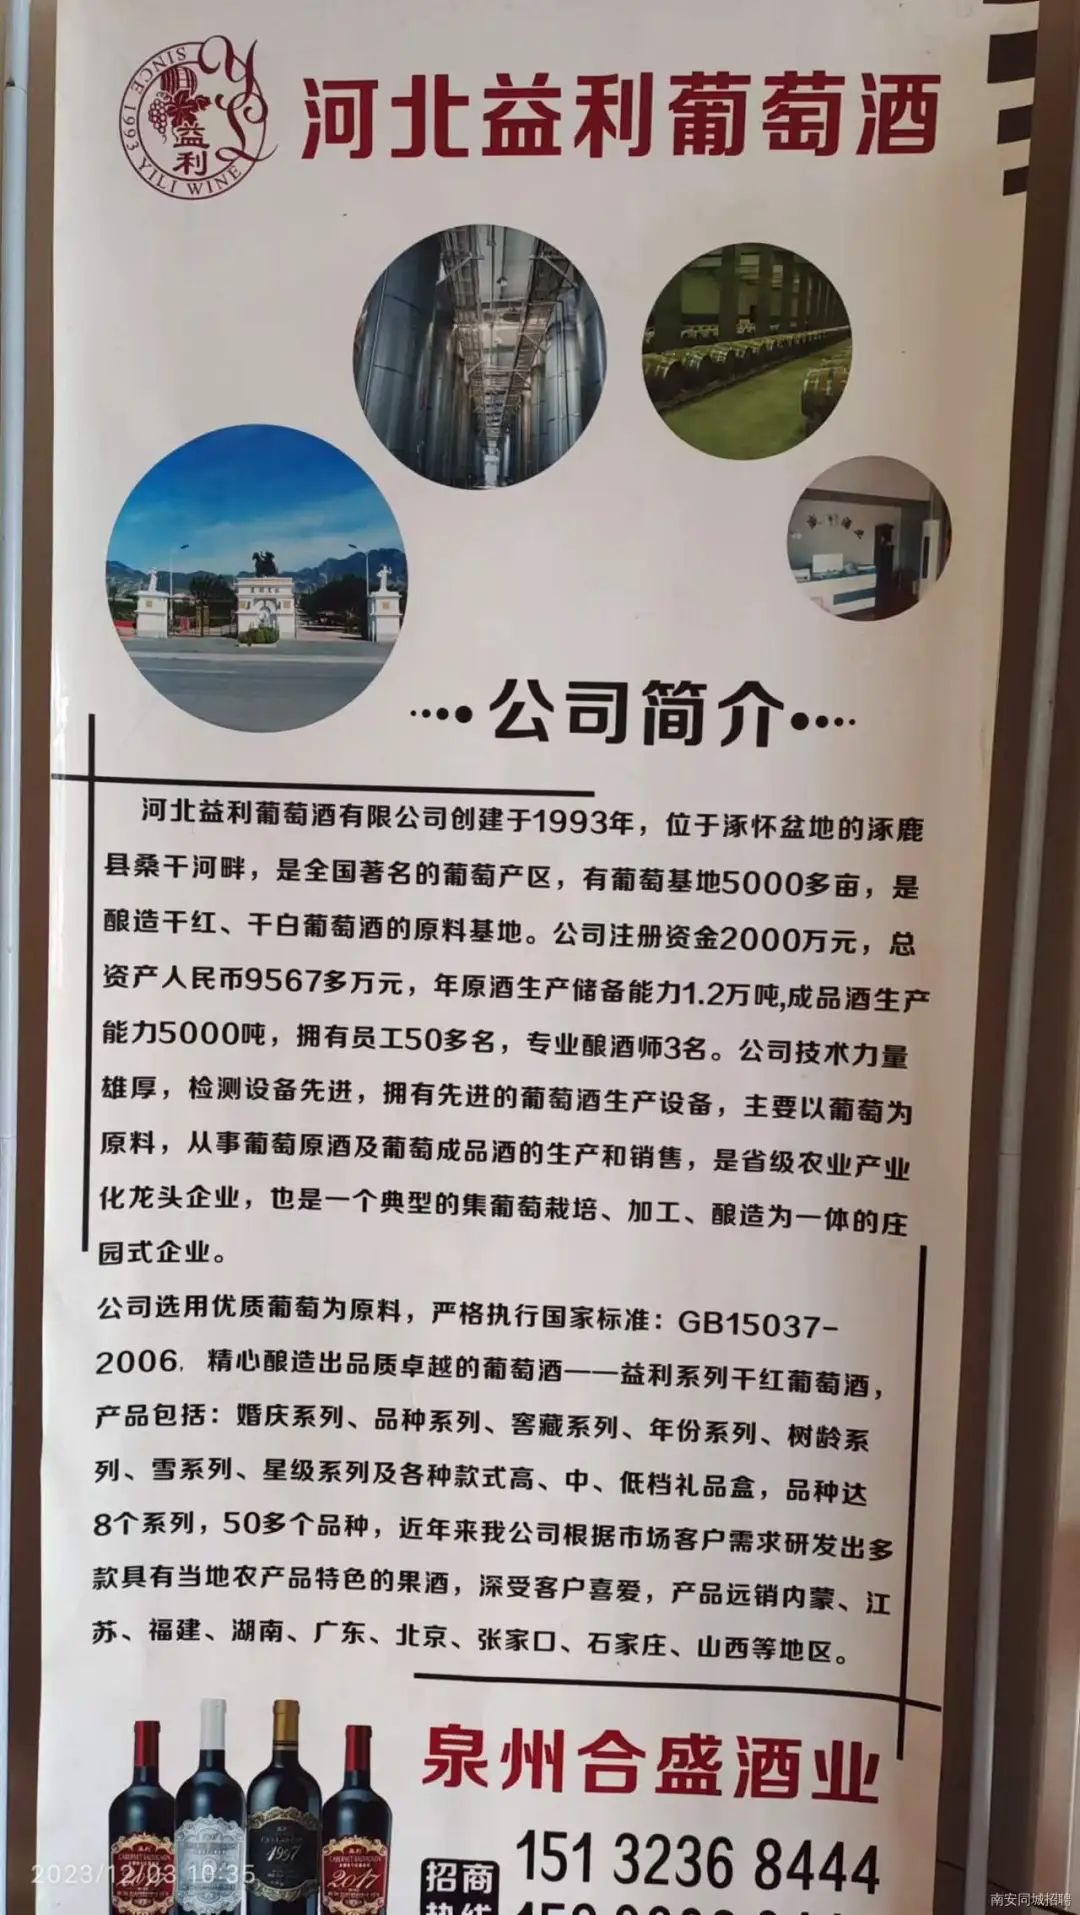 SINCE 1993 YILI WINE
益利
河北益利葡萄酒
公司简介
河北益利葡萄酒有限公司创建于1993年，位于涿怀盆地的涿鹿
县桑干河畔，是全国著名的葡萄产区，有葡萄基地5000多亩，是
酿造干红、干白葡萄酒的原料基地。公司注册资金2000万元，总
资产人民币9567多万元，年原酒生产储备能力1.2万吨,成品酒生产
能力5000吨，拥有员工50多名，专业酿酒师3名。公司技术力量
雄厚，检测设备先进，拥有先进的葡萄酒生产设备，主要以葡萄为
原料，从事葡萄原酒及葡萄成品酒的生产和销售，是省级农业产业
化龙头企业，也是一个典型的集葡萄栽培、加工、酿造为一体的庄
园式企业。
公司选用优质葡萄为原料，严格执行国家标准：GB15037-
2006，精心酿造出品质卓越的葡萄酒——益利系列干红葡萄酒，
产品包括：婚庆系列、品种系列、窖藏系列、年份系列、树龄系
列、雪系列、星级系列及各种款式高、中、低档礼品盒，品种达
8个系列，50多个品种，近年来我公司根据市场客户需求研发出多
款具有当地农产品特色的果酒，深受客户喜爱，产品远销内蒙、江
苏、福建、湖南、广东、北京、张家口、石家庄、山西等地区。
泉州合盛酒业
招商
热线
151 3236 8444
CABERNET SAUVIGNON
1997
CABERNET SAUVIGNON
2017
2023/12/03 10:35
南安同城招聘